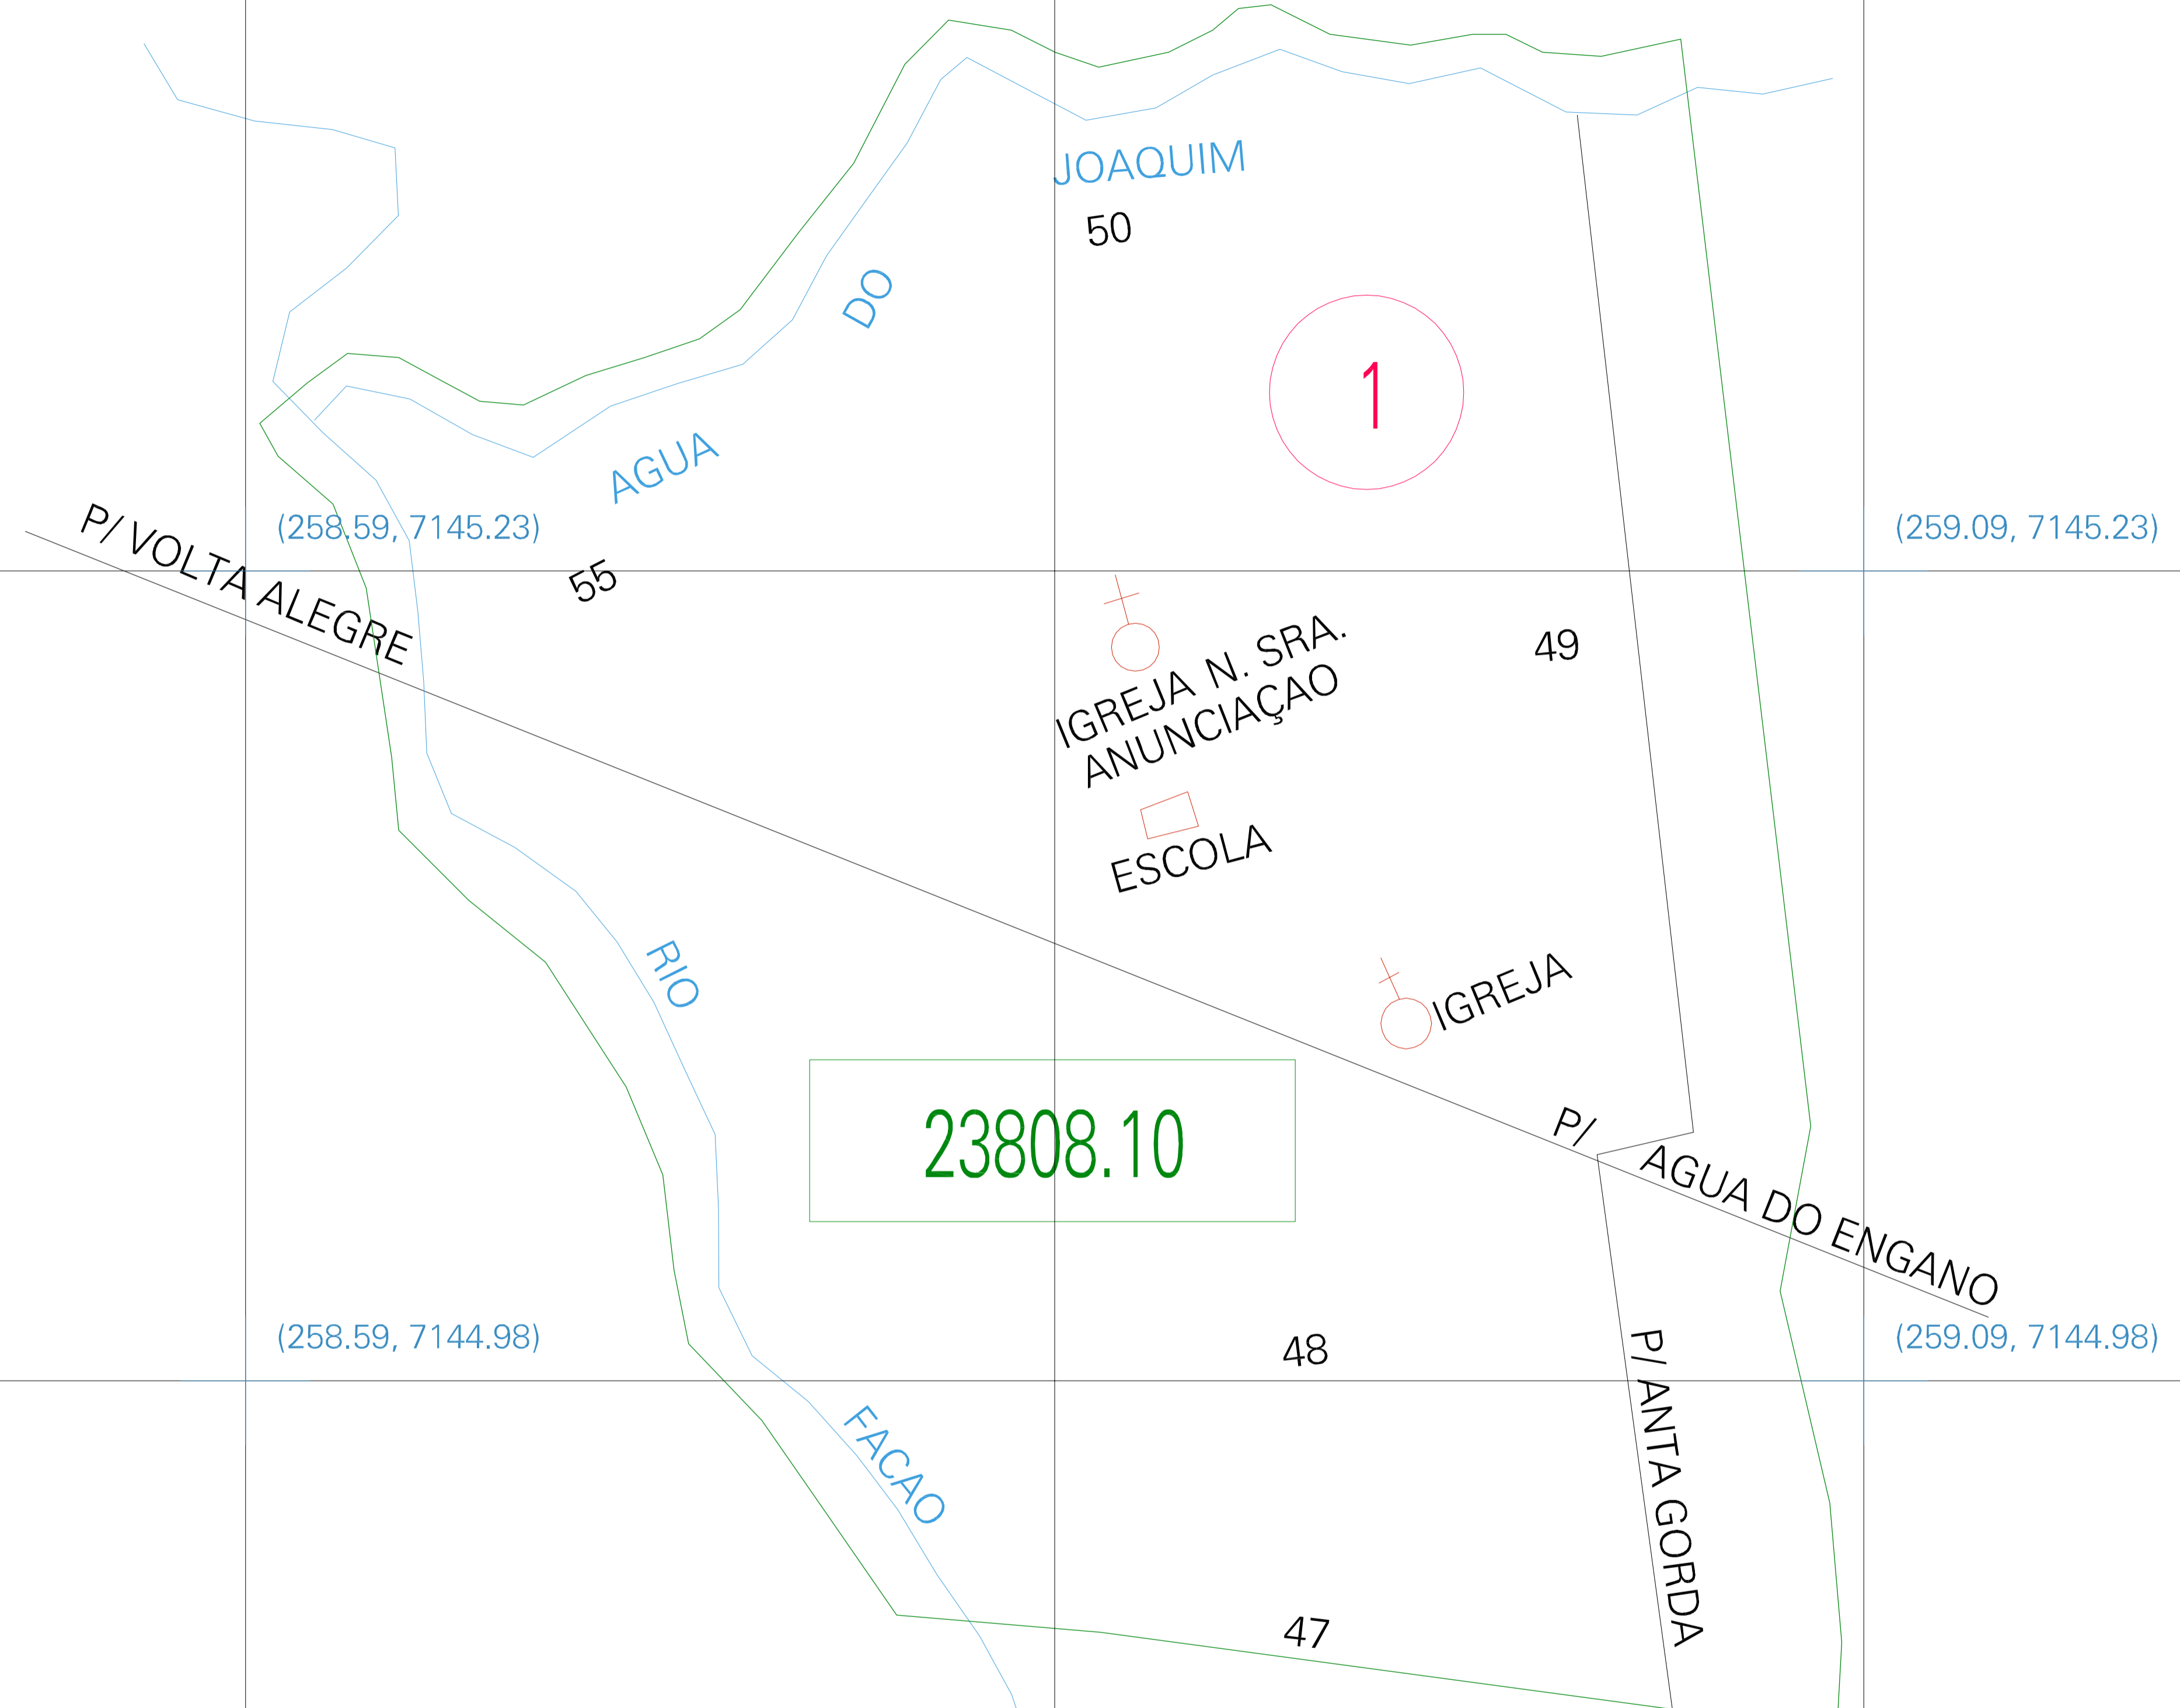 JOAQUIM
50
DO
1
AGUA
P/ VOLTA ALEGRE
(258.59, 7145.23)
(259.09, 7145.23)
55
49
IGREJA N. SRA.
ANUNCIAÇAO
ESCOLA
RIO
IGREJA
23808.10
P/ AGUA DO ENGANO
(258.59, 7144.98)
48
(259.09, 7144.98)
P/ ANTA GORDA
FACAO
47